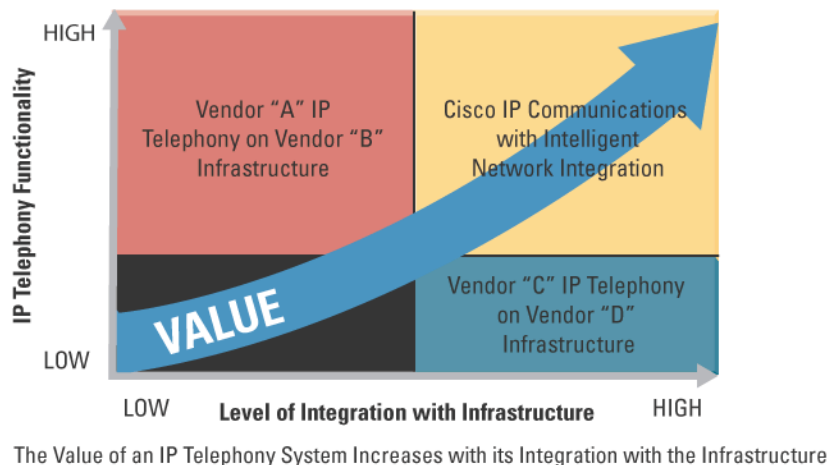 HIGH
IP Telephony Functionality
Vendor “A” IP
Telephony on Vendor “B”
Infrastructure
Cisco IP Communications
with Intelligent
Network Integration
Vendor “C” IP Telephony
on Vendor “D”
Infrastructure
VALUE
LOW
LOW
Level of Integration with Infrastructure
HIGH
The Value of an IP Telephony System Increases with its Integration with the Infrastructure